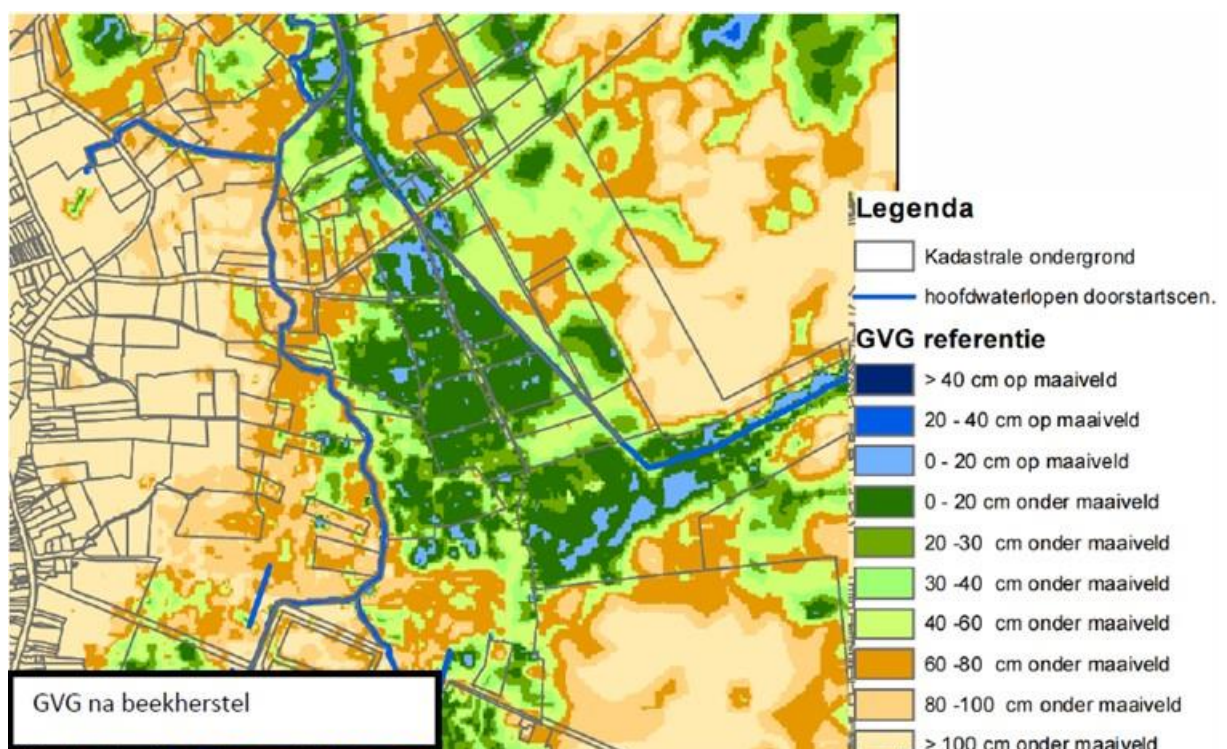 Legenda
Kadastrale ondergrond
hoofdwaterlopen doorstartscen.
GVG referentie
> 40 cm op maaiveld
20 - 40 cm op maaiveld
0 - 20 cm op maaiveld
0 - 20 cm onder maaiveld
20 -30 cm onder maaiveld
30 -40 cm onder maaiveld
40 -60 cm onder maaiveld
60 -80 cm onder maaiveld
80 -100 cm onder maaiveld
> 100 cm onder maaiveld
GVG na beekherstel